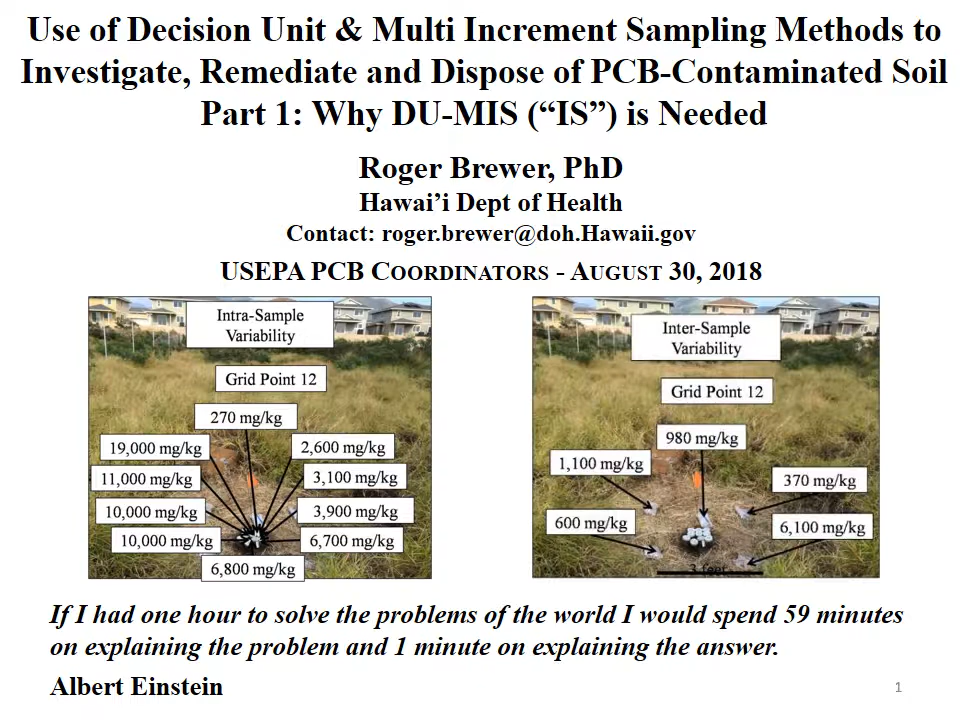 Use of Decision Unit & Multi Increment Sampling Methods to
Investigate, Remediate and Dispose of PCB-Contaminated Soil
Part 1: Why DU-MIS (“IS”) is Needed
Roger Brewer, PhD
Hawai’i Dept of Health
Contact: roger.brewer@doh.Hawaii.gov
USEPA PCB COORDINATORS - AUGUST 30, 2018
Intra-Sample
Variability
Grid Point 12
270 mg/kg
19,000 mg/kg
2,600 mg/kg
11,000 mg/kg
3,100 mg/kg
10,000 mg/kg
3,900 mg/kg
10,000 mg/kg
6,700 mg/kg
6,800 mg/kg
Inter-Sample
Variability
Grid Point 12
980 mg/kg
1,100 mg/kg
370 mg/kg
600 mg/kg
6,100 mg/kg
3 feet
If I had one hour to solve the problems of the world I would spend 59 minutes
on explaining the problem and 1 minute on explaining the answer.
Albert Einstein
1